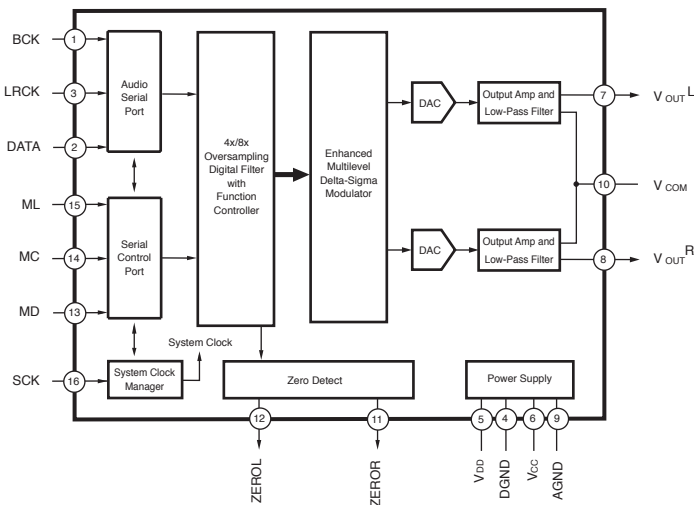 BCK
1
LRCK
3
DATA
2
ML
15
MC
14
MD
13
SCK
16
Audio
Serial
Port
Serial
Control
Port
System Clock
Manager
System Clock
4x/8x
Oversampling
Digital Filter
with
Function
Controller
Enhanced
Multilevel
Delta-Sigma
Modulator
DAC
Output Amp and
Low-Pass Filter
7
VOUTL
10
VCOM
DAC
Output Amp and
Low-Pass Filter
8
VOUTR
Zero Detect
12
11
ZEROL
ZEROR
Power Supply
5
4
6
9
VDD
DGND
VCC
AGND